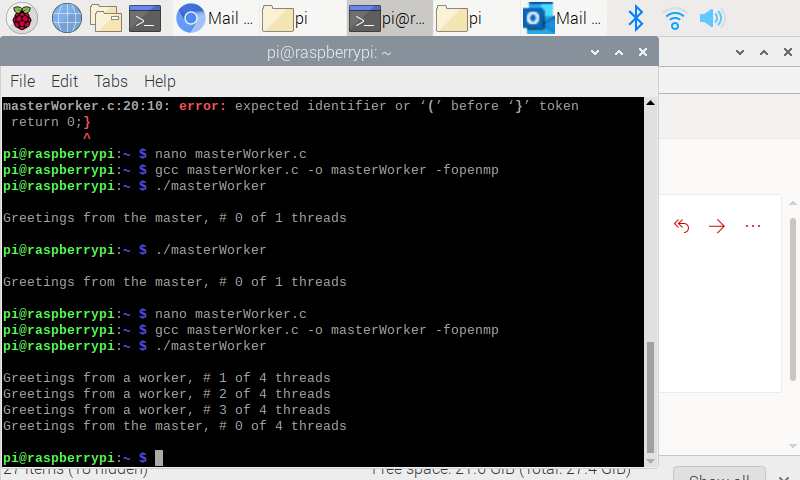 Mail ...
pi
pi@r...
pi
Mail ...
pi@raspberrypi: ~
File Edit Tabs Help
masterWorker.c:20:10: error: expected identifier or ‘(’ before ‘}’ token
return 0;}
^
pi@raspberrypi:~ $ nano masterWorker.c
pi@raspberrypi:~ $ gcc masterWorker.c -o masterWorker -fopenmp
pi@raspberrypi:~ $ ./masterWorker
Greetings from the master, # 0 of 1 threads
pi@raspberrypi:~ $ ./masterWorker
Greetings from the master, # 0 of 1 threads
pi@raspberrypi:~ $ nano masterWorker.c
pi@raspberrypi:~ $ gcc masterWorker.c -o masterWorker -fopenmp
pi@raspberrypi:~ $ ./masterWorker
Greetings from a worker, # 1 of 4 threads
Greetings from a worker, # 2 of 4 threads
Greetings from a worker, # 3 of 4 threads
Greetings from the master, # 0 of 4 threads
pi@raspberrypi:~ $
27 items (18 hidden) Free space: 21.0 GiB (Total: 27.4 GiB)
Show all